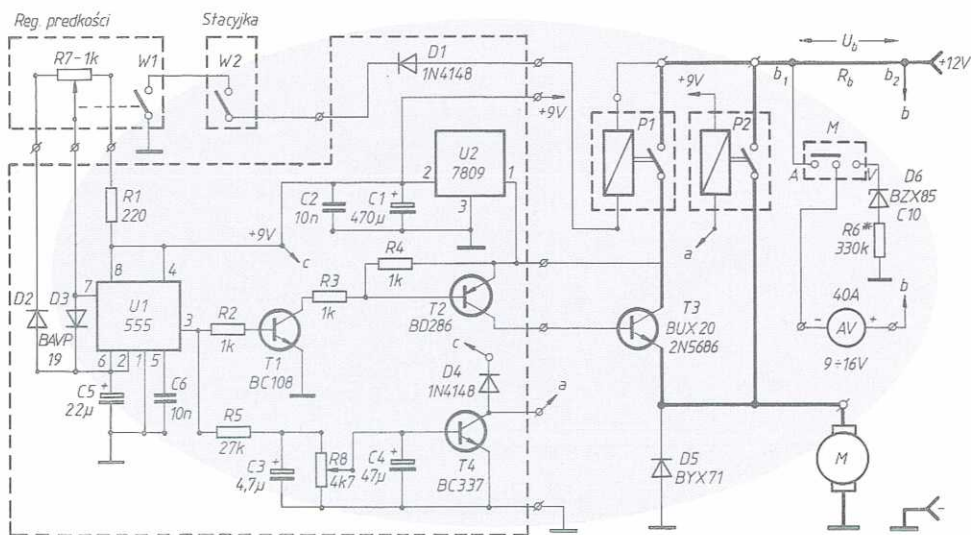 Reg. predkości
Stacyjka
R7-1k
W1
W2
D1
1N4148
+9V
U2
7809
2
1
3
C2
10n
C1
470µ
+
R1
220
+9V
c
8
4
7
U1
555
3
6
2
1
5
D2
D3
BAVP
19
C5
22µ
+
C6
10n
R2
1k
T1
BC108
R3
1k
R4
1k
T2
BD286
c
D4
1N4148
a
R5
27k
C3
4,7µ
+
R8
4k7
C4
47µ
+
T4
BC337
P1
+9V
P2
a
T3
BUX20
2N5686
D5
BYX71
M
U_b
+12V
b1
R_b
b2
b
M
A
V
D6
BZX85
C10
R6*
330k
40A
b
-
AV
+
9÷16V
-